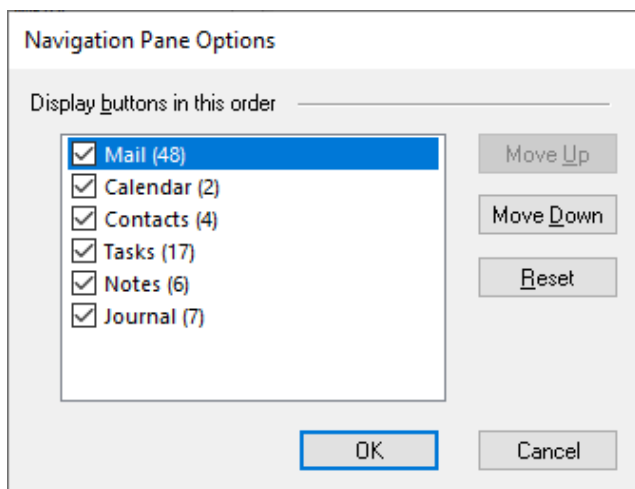 Navigation Pane Options
Display buttons in this order
Mail (48)
Calendar (2)
Contacts (4)
Tasks (17)
Notes (6)
Journal (7)
Move Up
Move Down
Reset
OK
Cancel